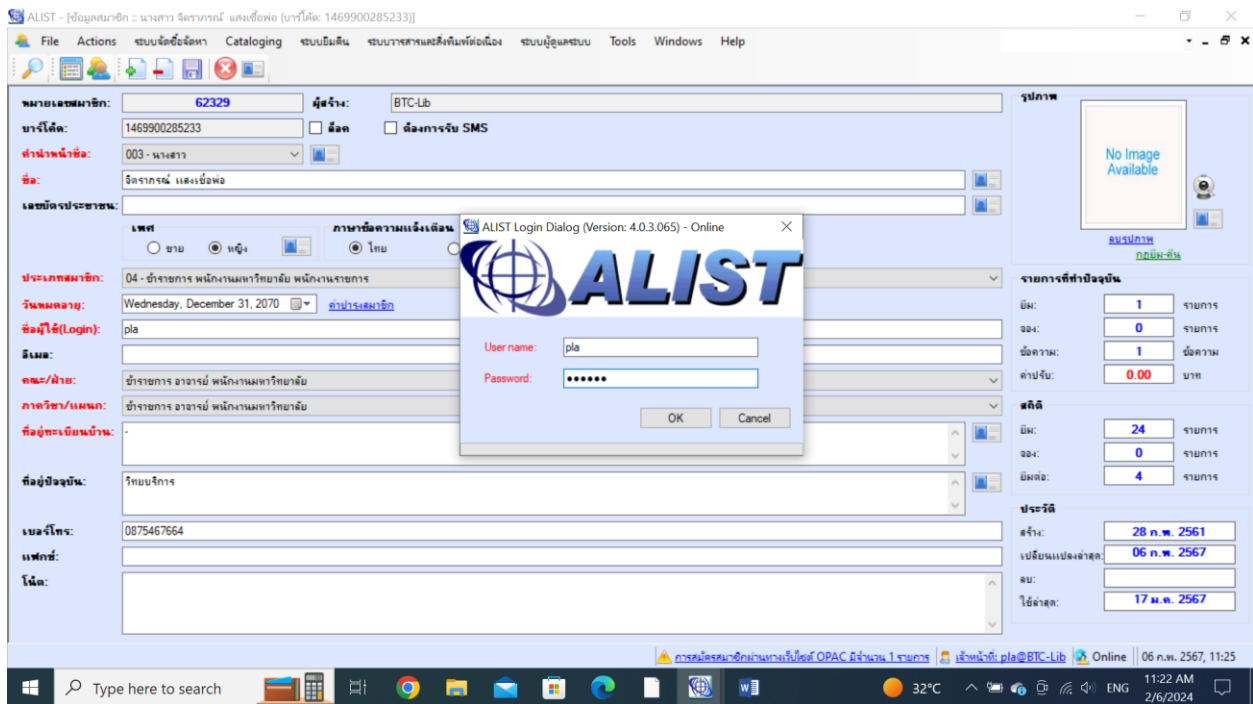 ALIST - [ข้อมูลสมาชิก :: นางสาว จิตราภรณ์ แสงเชื้อพ่อ (บาร์โค้ด: 1469900285233)]
File Actions ระบบจัดซื้อจัดหา Cataloging ระบบยืมคืน ระบบวารสารและสิ่งพิมพ์ต่อเนื่อง ระบบผู้ดูแลระบบ Tools Windows Help
หมายเลขสมาชิก: 62329 ผู้สร้าง: BTC-Lib
บาร์โค้ด: 1469900285233 ล็อค ต้องการรับ SMS
คำนำหน้าชื่อ: 003 - นางสาว
ชื่อ: จิตราภรณ์ แสงเชื้อพ่อ
เลขบัตรประชาชน:
เพศ ภาษาข้อความแจ้งเตือน
ชาย หญิง ไทย
ประเภทสมาชิก: 04 - ข้าราชการ พนักงานมหาวิทยาลัย พนักงานราชการ
วันหมดอายุ: Wednesday, December 31, 2070 ค่าบำรุงสมาชิก
ชื่อผู้ใช้(Login): pla
อีเมล:
คณะ/ฝ่าย: ข้าราชการ อาจารย์ พนักงานมหาวิทยาลัย
ภาควิชา/แผนก: ข้าราชการ อาจารย์ พนักงานมหาวิทยาลัย
ที่อยู่ทะเบียนบ้าน: -
ที่อยู่ปัจจุบัน: วิทยบริการ
เบอร์โทร: 0875467664
แฟกซ์:
โน้ต:
ALIST Login Dialog (Version: 4.0.3.065) - Online
ALIST
User name: pla
Password: ••••••
OK Cancel
รูปภาพ
No Image
Available
ลบรูปภาพ
กฎยืม-คืน
รายการที่ทำปัจจุบัน
ยืม: 1 รายการ
จอง: 0 รายการ
ข้อความ: 1 ข้อความ
ค่าปรับ: 0.00 บาท
สถิติ
ยืม: 24 รายการ
จอง: 0 รายการ
ยืมต่อ: 4 รายการ
ประวัติ
สร้าง: 28 ก.พ. 2561
เปลี่ยนแปลงล่าสุด: 06 ก.พ. 2567
ลบ:
ใช้ล่าสุด: 17 ม.ค. 2567
การสมัครสมาชิกผ่านทางเว็บไซต์ OPAC มีจำนวน 1 รายการ เจ้าหน้าที่: pla@BTC-Lib Online 06 ก.พ. 2567, 11:25
Type here to search 32°C ENG 11:22 AM
2/6/2024